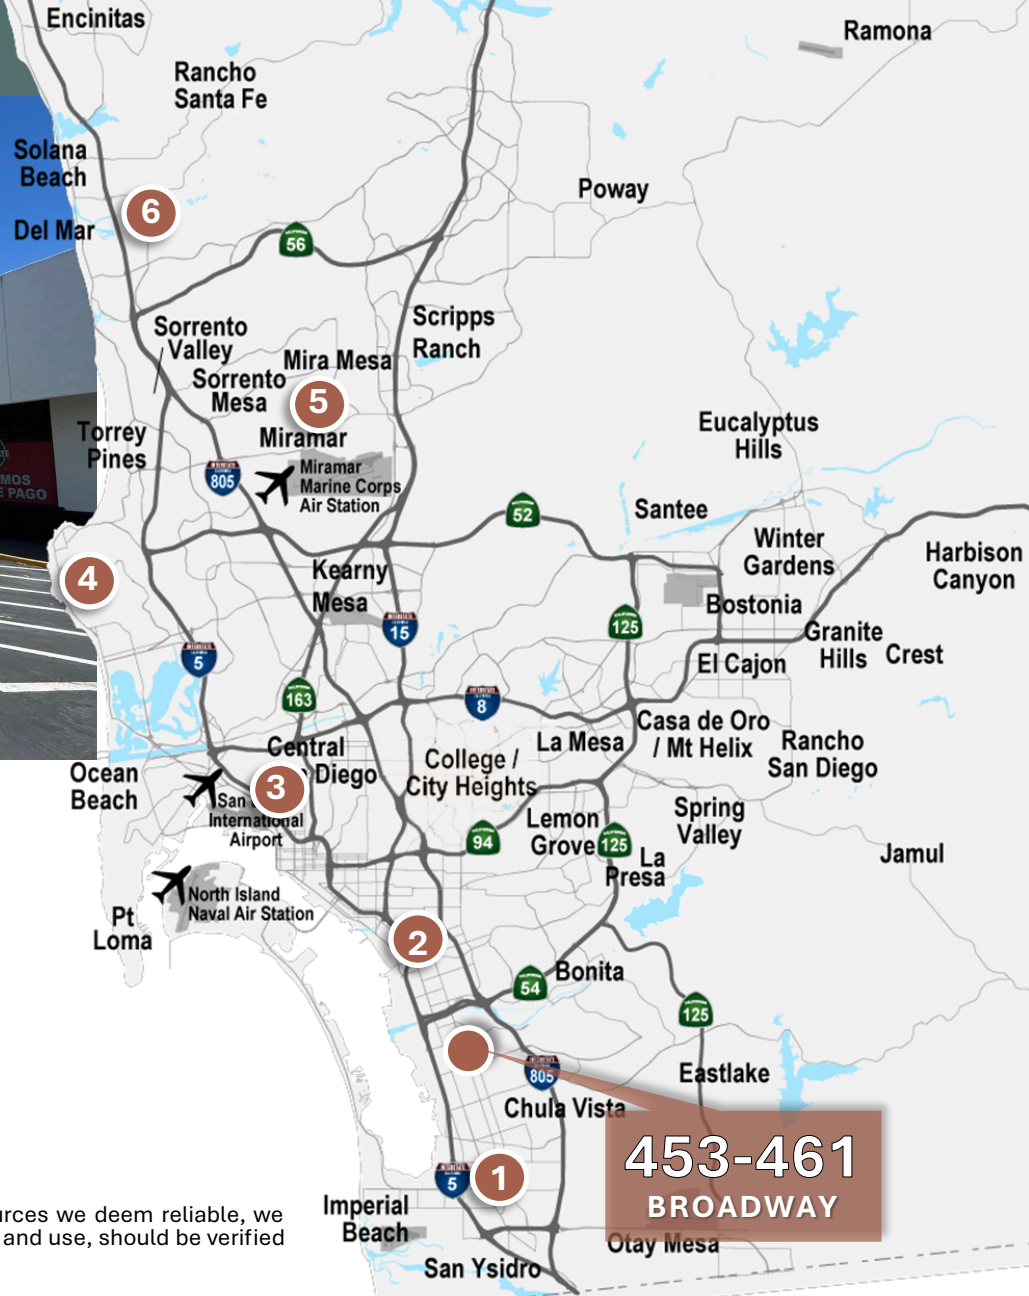 Encinitas
Ramona
Rancho
Santa Fe
Solana
Beach
Poway
6
Del Mar
56
Sorrento
Valley
Scripps
Ranch
Mira Mesa
Sorrento
Mesa
5
Torrey
Pines
Miramar
Eucalyptus
Hills
MOS
E PAGO
805
Miramar
Marine Corps
Air Station
52
Santee
Winter
Gardens
Harbison
Canyon
4
Kearny
Mesa
Bostonia
15
125
Granite
Hills
Crest
5
El Cajon
163
8
Casa de Oro
/ Mt Helix
La Mesa
Rancho
San Diego
Central
Diego
College /
City Heights
Ocean
Beach
3
San
International
Airport
Spring
Valley
Lemon
Grove
94
125
La
Presa
Jamul
North Island
Naval Air Station
Pt
Loma
2
Bonita
54
125
805
Eastlake
Chula Vista
453-461
BROADWAY
5
1
Imperial
Beach
Otay Mesa
San Ysidro
urces we deem reliable, we
and use, should be verified